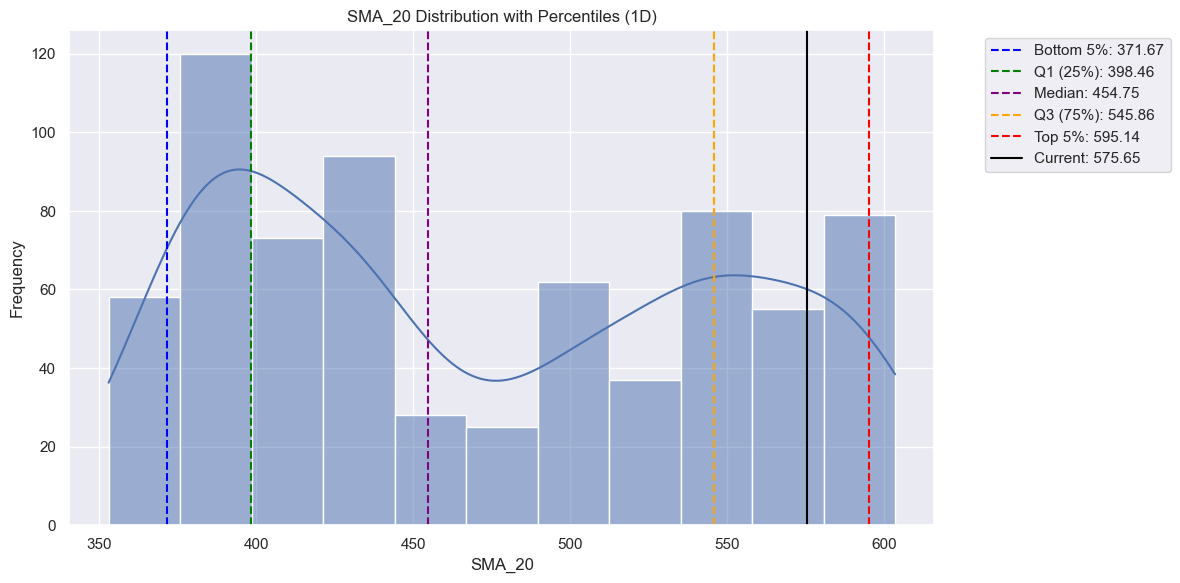 SMA_20 Distribution with Percentiles (1D)
Bottom 5%: 371.67
Q1 (25%): 398.46
Median: 454.75
Q3 (75%): 545.86
Top 5%: 595.14
Current: 575.65
Frequency
120
100
80
60
40
20
0
350
400
450
500
550
600
SMA_20